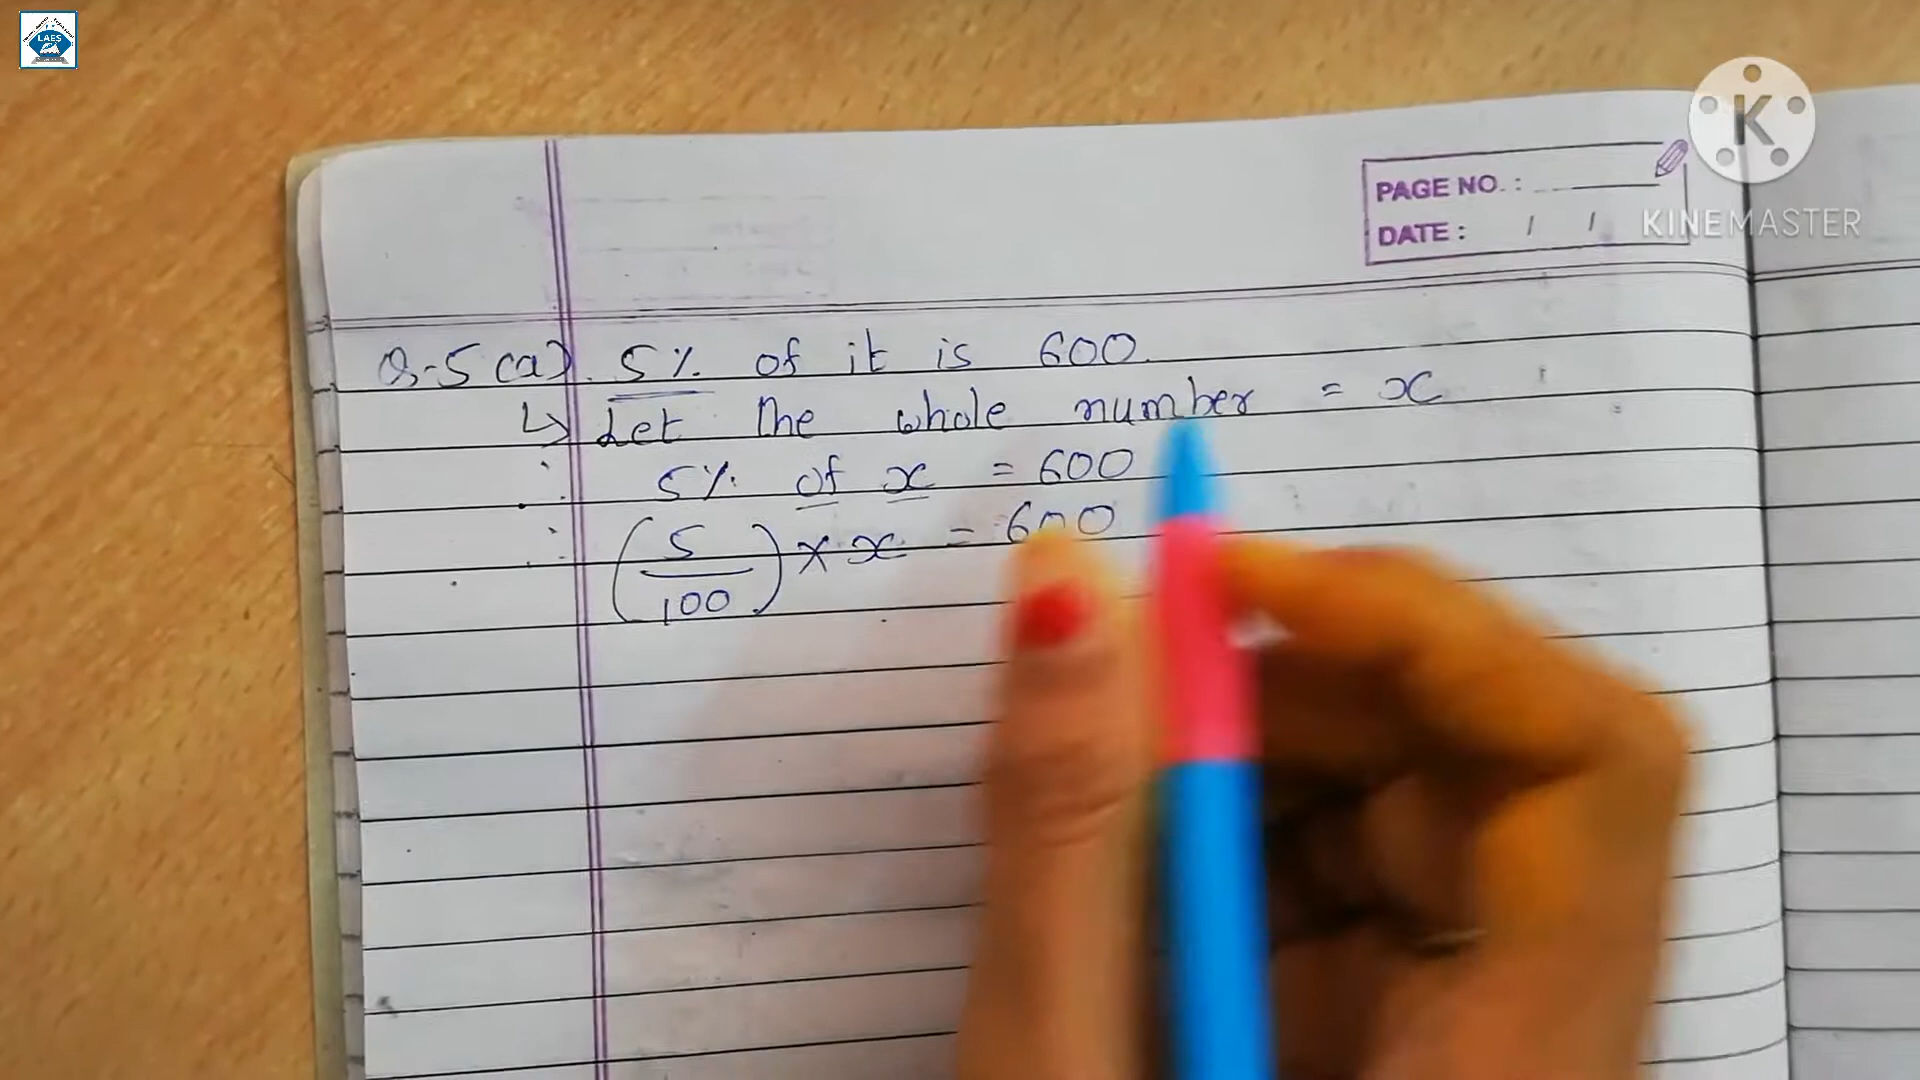 LAES
K
KINEMASTER
PAGE NO. :
DATE : / /
Q-5 (a). 5% of it is 600.
↳ Let the whole number = x
5% of x = 600
(5/100) × x = 600